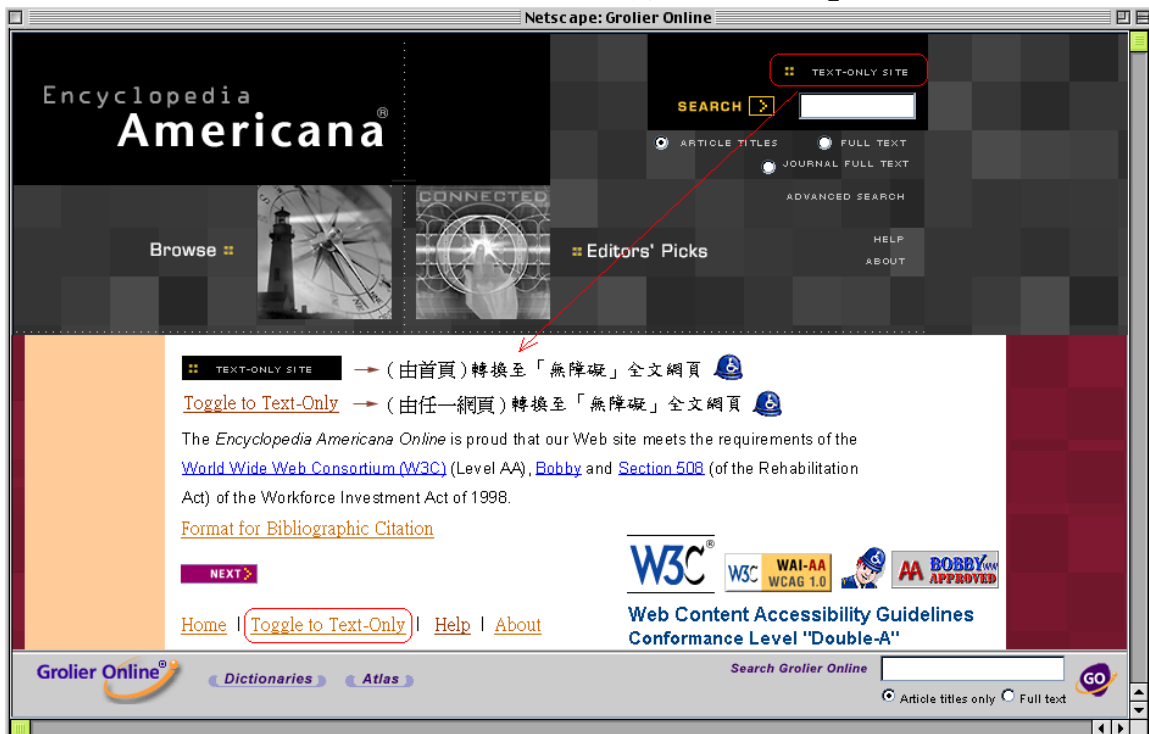 Netscape: Grolier Online
TEXT-ONLY SITE
Encyclopedia
Americana®
SEARCH
ARTICLE TITLES
FULL TEXT
JOURNAL FULL TEXT
CONNECTED
ADVANCED SEARCH
Browse
Editors' Picks
HELP
ABOUT
TEXT-ONLY SITE (由首頁)轉換至「無障礙」全文網頁
Toggle to Text-Only (由任一網頁)轉換至「無障礙」全文網頁
The Encyclopedia Americana Online is proud that our Web site meets the requirements of the
World Wide Web Consortium (W3C) (Level AA), Bobby and Section 508 (of the Rehabilitation
Act) of the Workforce Investment Act of 1998.
Format for Bibliographic Citation
NEXT
W3C®
W3C WAI-AA
WCAG 1.0
AA BOBBY
APPROVED
Home | Toggle to Text-Only | Help | About
Web Content Accessibility Guidelines
Conformance Level "Double-A"
Grolier Online®
Dictionaries
Atlas
Search Grolier Online
GO
Article titles only Full text